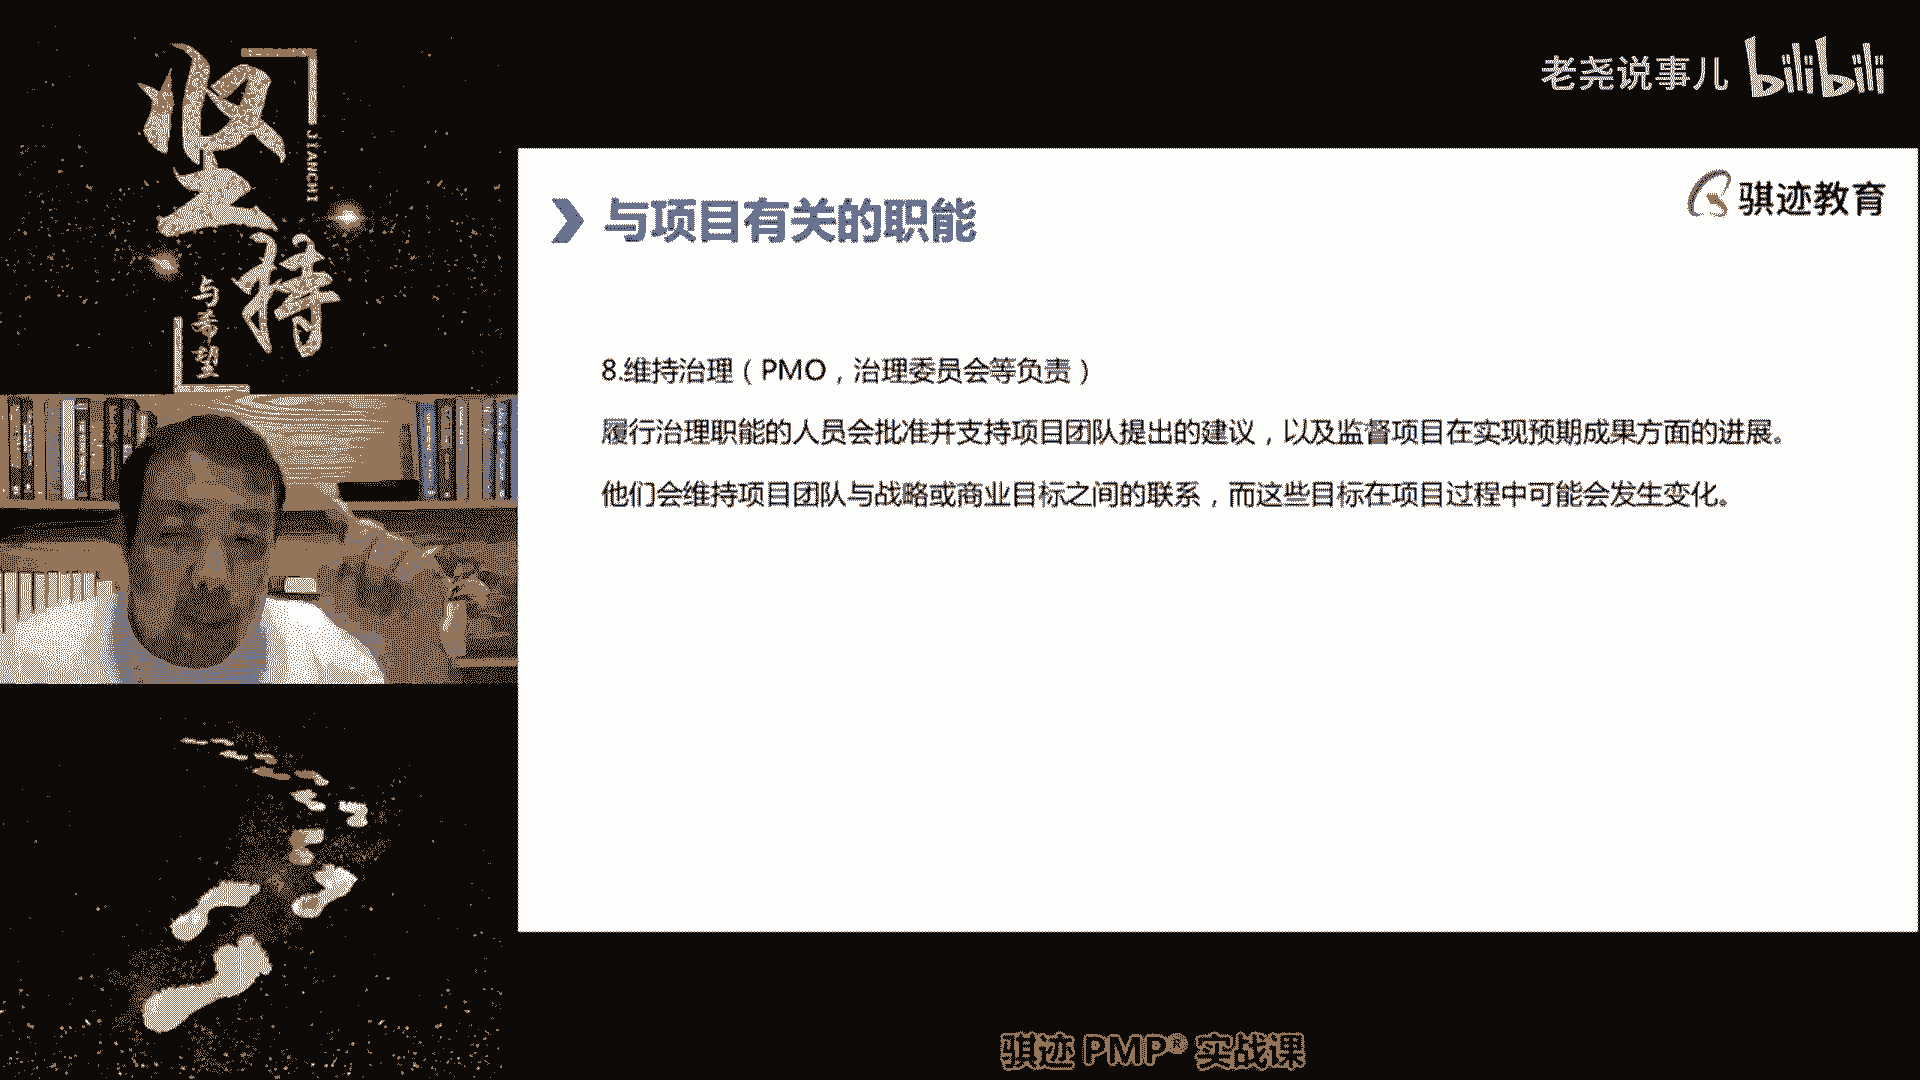 坚持
JIANCHI
与希望
老尧说事儿 bilibili
骐迹教育
与项目有关的职能
8.维持治理（PMO，治理委员会等负责）
履行治理职能的人员会批准并支持项目团队提出的建议，以及监督项目在实现预期成果方面的进展。
他们会维持项目团队与战略或商业目标之间的联系，而这些目标在项目过程中可能会发生变化。
骐迹 PMP® 实战课